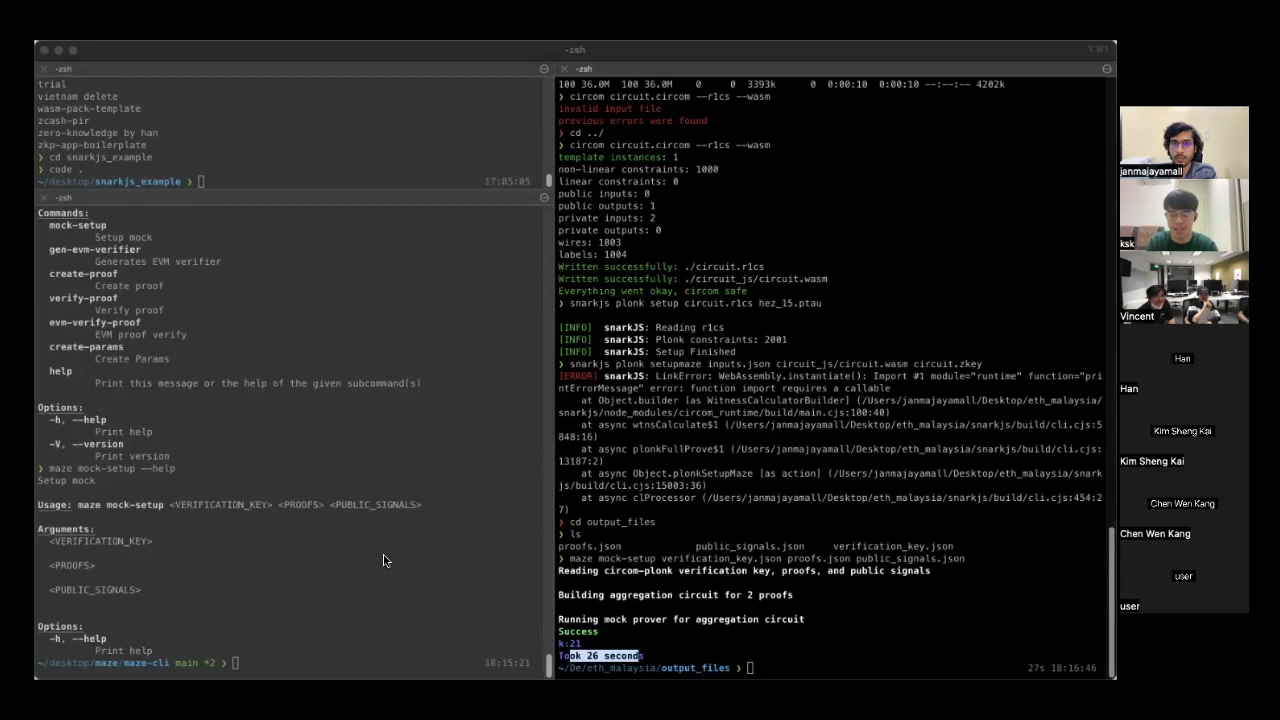 -zsh
⌥⌘1
-zsh
trial
vietnam delete
wasm-pack-template
zcash-pir
zero-knowledge by han
zkp-app-boilerplate
❯ cd snarkjs_example
❯ code .
~/desktop/snarkjs_example ❯ 17:05:05
-zsh
Commands:
mock-setup
Setup mock
gen-evm-verifier
Generates EVM verifier
create-proof
Create proof
verify-proof
Verify proof
evm-verify-proof
EVM proof verify
create-params
Create Params
help
Print this message or the help of the given subcommand(s)
Options:
-h, --help
Print help
-V, --version
Print version
❯ maze mock-setup --help
Setup mock
Usage: maze mock-setup <VERIFICATION_KEY> <PROOFS> <PUBLIC_SIGNALS>
Arguments:
<VERIFICATION_KEY>
<PROOFS>
<PUBLIC_SIGNALS>
Options:
-h, --help
Print help
~/desktop/maze/maze-cli main *2 ❯ 18:15:21
-zsh
100 36.0M 100 36.0M 0 0 3393k 0 0:00:10 0:00:10 --:--:-- 4202k
❯ circom circuit.circom --r1cs --wasm
invalid input file
previous errors were found
❯ cd ../
❯ circom circuit.circom --r1cs --wasm
template instances: 1
non-linear constraints: 1000
linear constraints: 0
public inputs: 0
public outputs: 1
private inputs: 2
private outputs: 0
wires: 1003
labels: 1004
Written successfully: ./circuit.r1cs
Written successfully: ./circuit_js/circuit.wasm
Everything went okay, circom safe
❯ snarkjs plonk setup circuit.r1cs hez_15.ptau
[INFO] snarkJS: Reading r1cs
[INFO] snarkJS: Plonk constraints: 2001
[INFO] snarkJS: Setup Finished
❯ snarkjs plonk setupmaze inputs.json circuit_js/circuit.wasm circuit.zkey
[ERROR] snarkJS: LinkError: WebAssembly.instantiate(): Import #1 module="runtime" function="pri
ntErrorMessage" error: function import requires a callable
at Object.builder [as WitnessCalculatorBuilder] (/Users/janmajayamall/Desktop/eth_malaysia/
snarkjs/node_modules/circom_runtime/build/main.cjs:100:40)
at async wtnsCalculate$1 (/Users/janmajayamall/Desktop/eth_malaysia/snarkjs/build/cli.cjs:5
848:16)
at async plonkFullProve$1 (/Users/janmajayamall/Desktop/eth_malaysia/snarkjs/build/cli.cjs:
13187:2)
at async Object.plonkSetupMaze [as action] (/Users/janmajayamall/Desktop/eth_malaysia/snark
js/build/cli.cjs:15003:36)
at async clProcessor (/Users/janmajayamall/Desktop/eth_malaysia/snarkjs/build/cli.cjs:454:2
7)
❯ cd output_files
❯ ls
proofs.json public_signals.json verification_key.json
❯ maze mock-setup verification_key.json proofs.json public_signals.json
Reading circom-plonk verification key, proofs, and public signals
Building aggregation circuit for 2 proofs
Running mock prover for aggregation circuit
Success
k:21
Took 26 seconds
~/De/eth_malaysia/output_files ❯ 27s 18:16:46
janmajayamall
ksk
Vincent
Han
Han
Kim Sheng Kai
Kim Sheng Kai
Chen Wen Kang
Chen Wen Kang
user
user